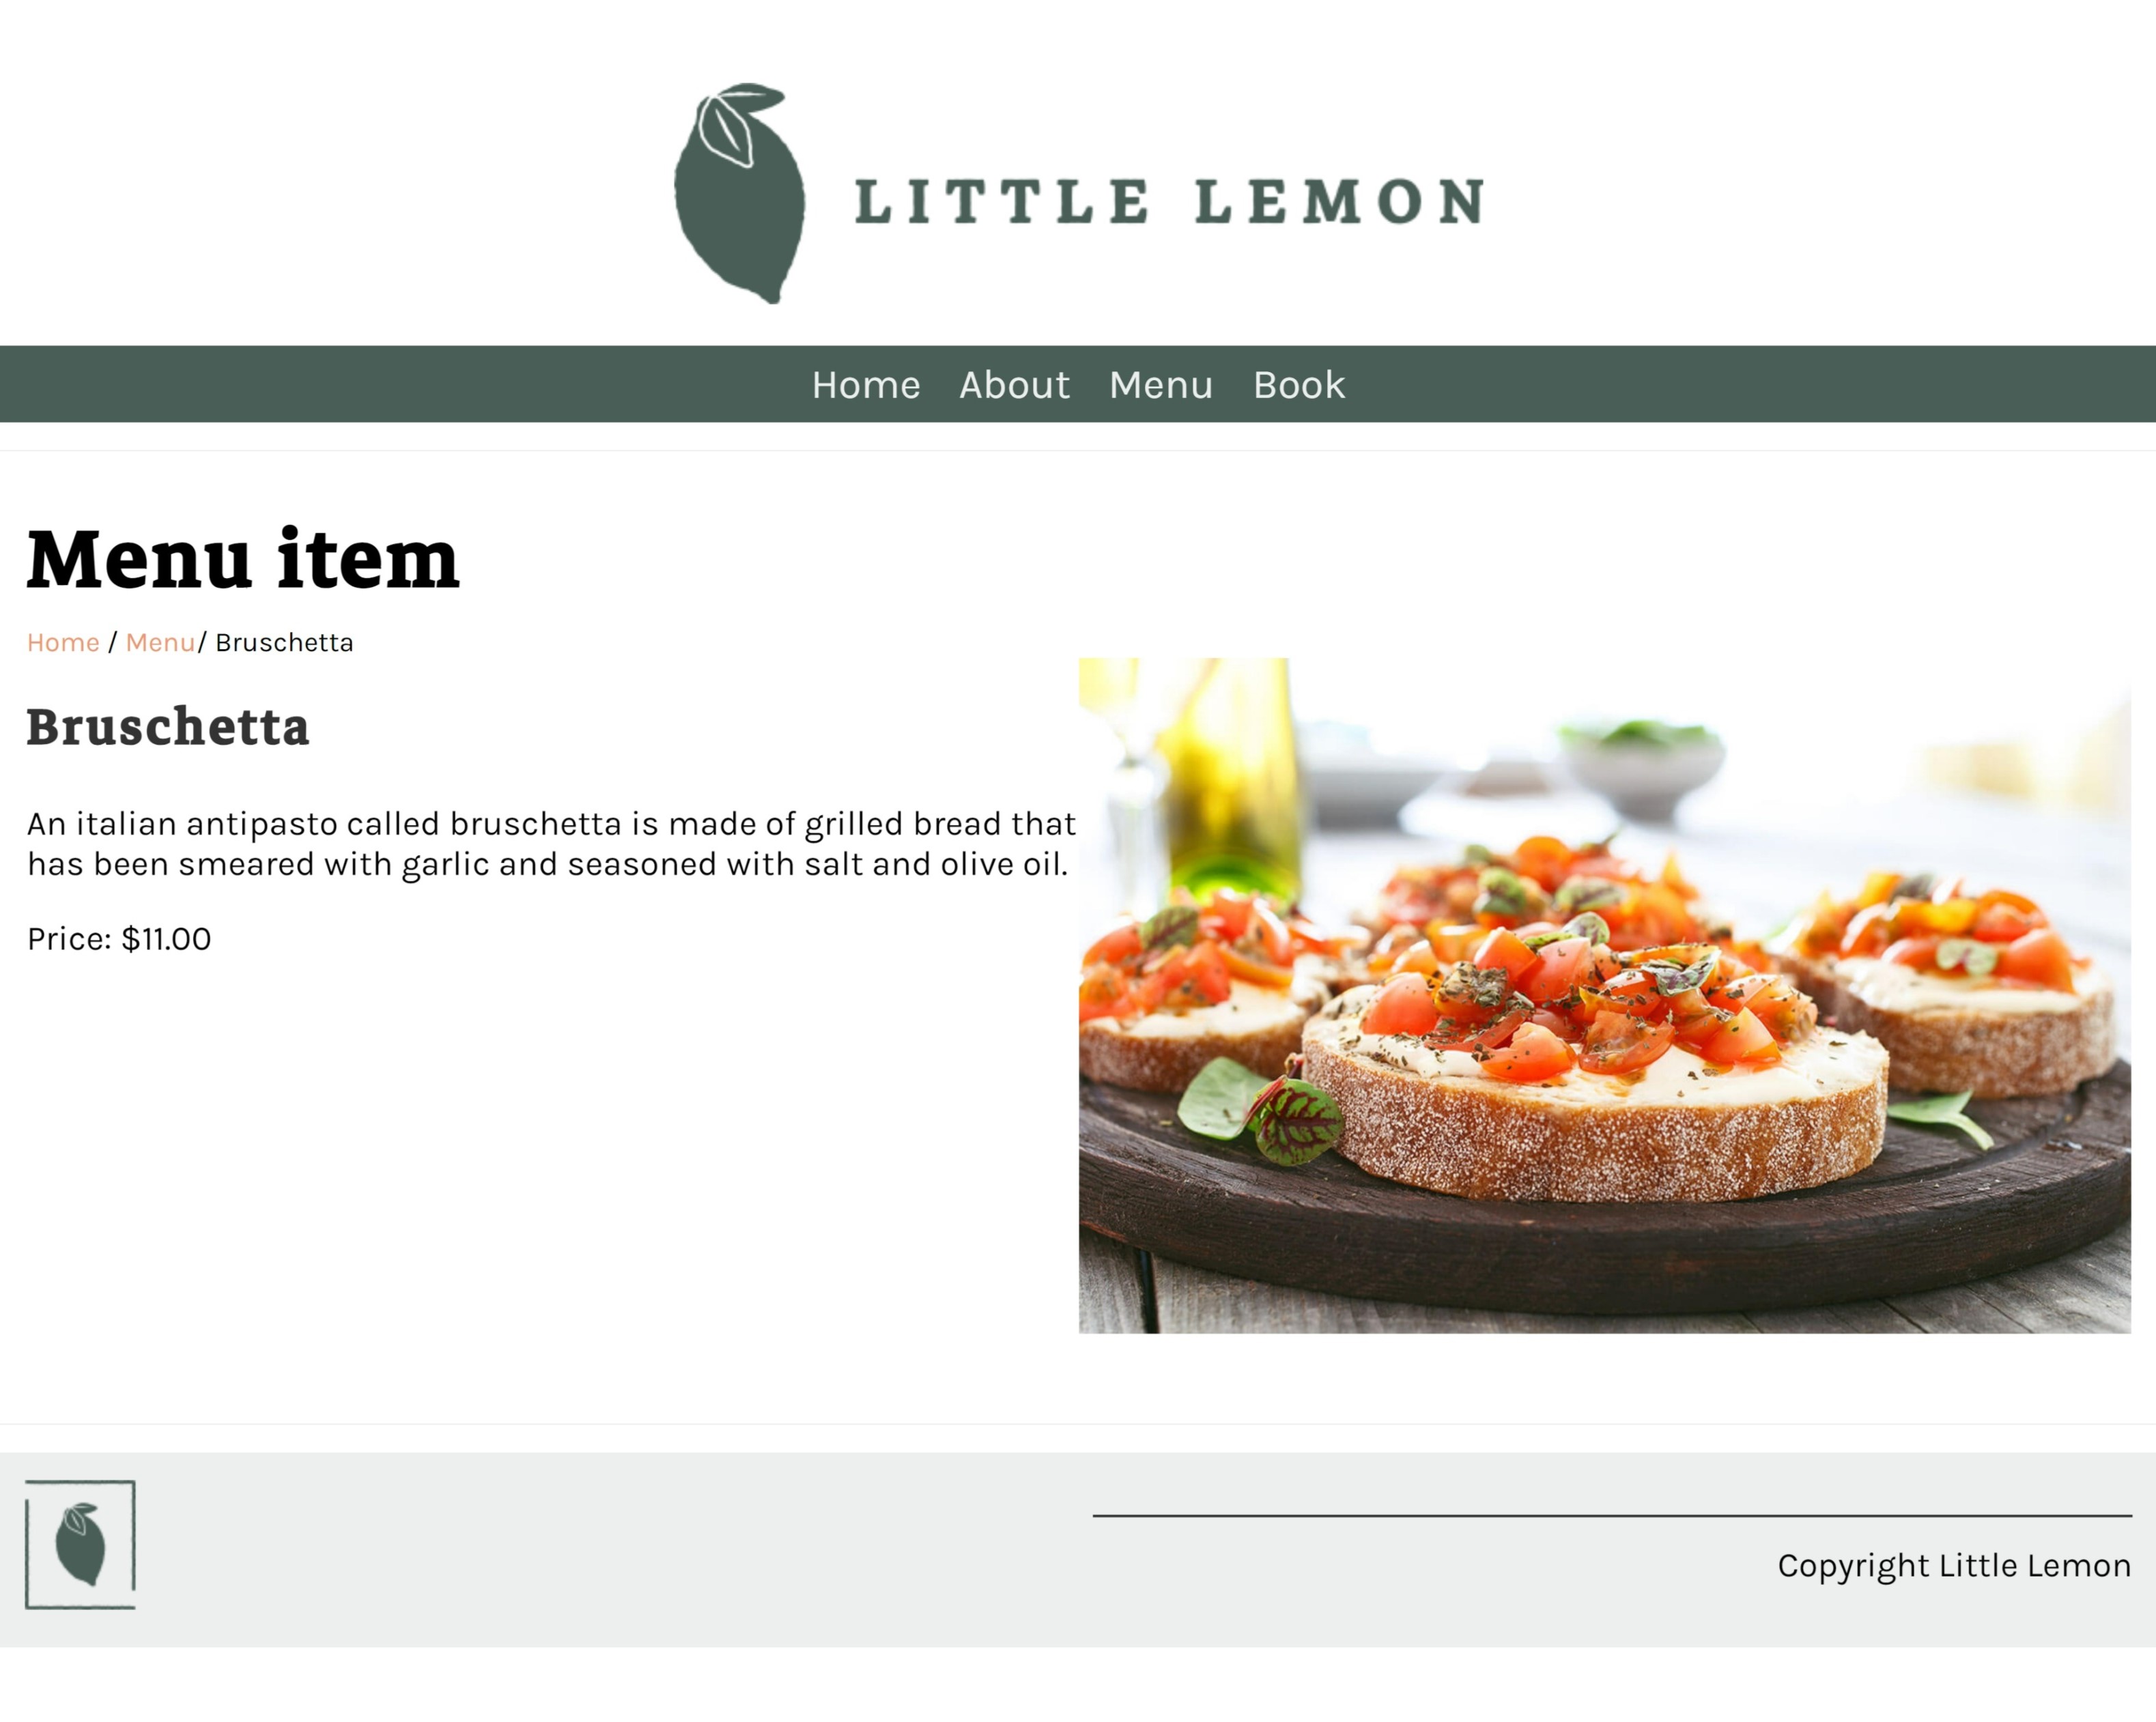 LITTLE LEMON
Home About Menu Book
Menu item
Home / Menu/ Bruschetta
Bruschetta
An italian antipasto called bruschetta is made of grilled bread that
has been smeared with garlic and seasoned with salt and olive oil.
Price: $11.00
Copyright Little Lemon